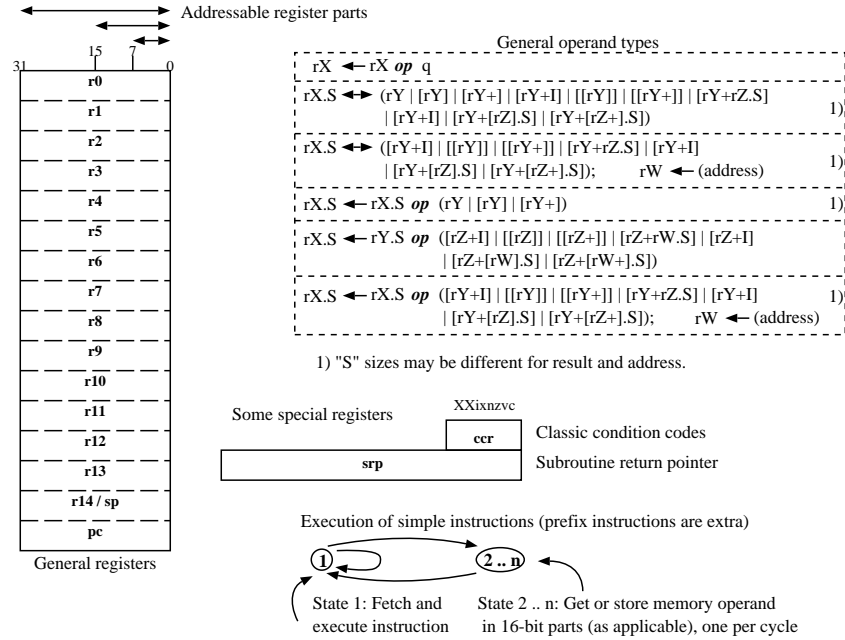 Addressable register parts
31 15 7 0
r0
r1
r2
r3
r4
r5
r6
r7
r8
r9
r10
r11
r12
r13
r14 / sp
pc
General registers
General operand types
rX ← rX op q
rX.S ↔ (rY | [rY] | [rY+] | [rY+I] | [[rY]] | [[rY+]] | [rY+rZ.S]
| [rY+I] | [rY+[rZ].S] | [rY+[rZ+].S]) 1)
rX.S ↔ ([rY+I] | [[rY]] | [[rY+]] | [rY+rZ.S] | [rY+I]
| [rY+[rZ].S] | [rY+[rZ+].S]); rW ← (address) 1)
rX.S ← rX.S op (rY | [rY] | [rY+]) 1)
rX.S ← rY.S op ([rZ+I] | [[rZ]] | [[rZ+]] | [rZ+rW.S] | [rZ+I]
| [rZ+[rW].S] | [rZ+[rW+].S])
rX.S ← rX.S op ([rY+I] | [[rY]] | [[rY+]] | [rY+rZ.S] | [rY+I] 1)
| [rY+[rZ].S] | [rY+[rZ+].S]); rW ← (address)
1) "S" sizes may be different for result and address.
Some special registers
XXixnzvc
ccr
Classic condition codes
srp
Subroutine return pointer
Execution of simple instructions (prefix instructions are extra)
1
2 .. n
State 1: Fetch and
execute instruction
State 2 .. n: Get or store memory operand
in 16-bit parts (as applicable), one per cycle